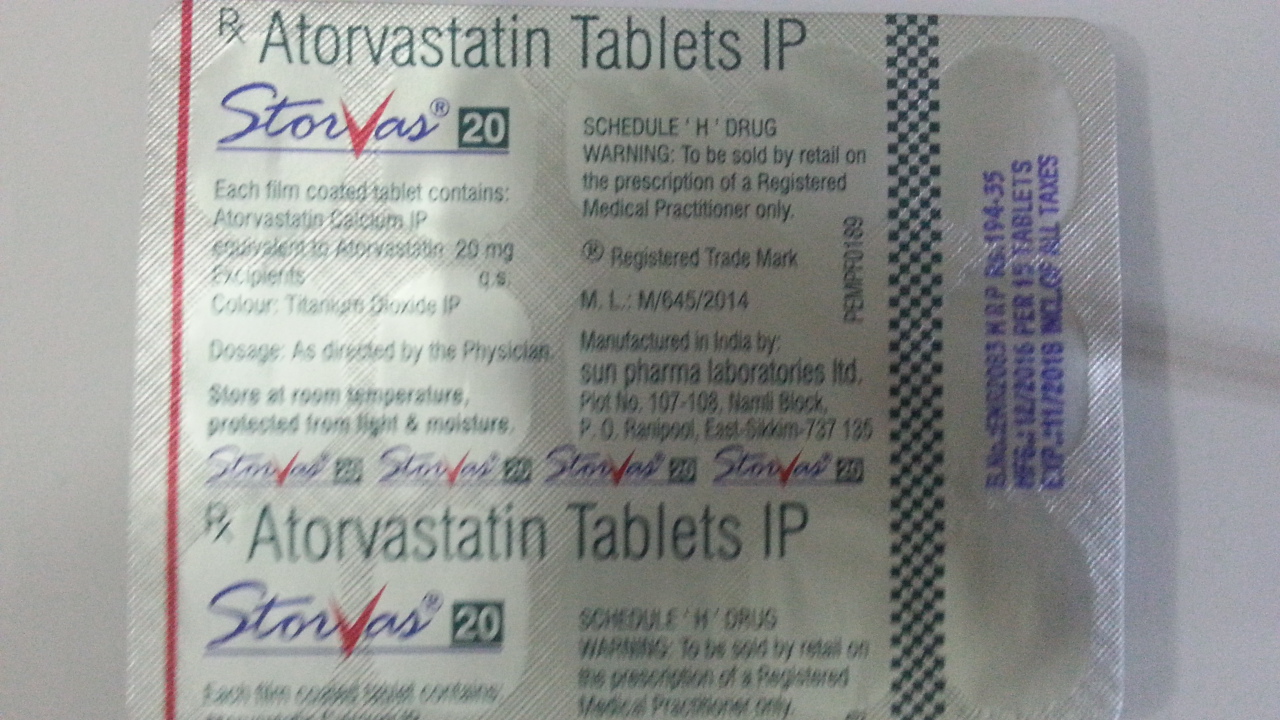 Rx Atorvastatin Tablets IP
StorVas® 20
Each film coated tablet contains:
Atorvastatin Calcium IP
equivalent to Atorvastatin 20 mg
Excipients q.s.
Colour: Titanium Dioxide IP
Dosage: As directed by the Physician.
Store at room temperature,
protected from light & moisture.
SCHEDULE 'H' DRUG
WARNING: To be sold by retail on
the prescription of a Registered
Medical Practitioner only.
® Registered Trade Mark
M. L.: M/645/2014
Manufactured in India by:
sun pharma laboratories ltd.
Plot No. 107-108, Namli Block,
P. O. Ranipool, East-Sikkim-737 135
PEMPF0189
B.No.: M R P Rs.194-35
MFG.:12/2016 PER 15 TABLETS
EXP.:11/2018 INCL.OF ALL TAXES
StorVas® 20 StorVas® 20 StorVas® 20 StorVas® 20
Rx Atorvastatin Tablets IP
StorVas® 20
Each film coated tablet contains:
SCHEDULE 'H' DRUG
WARNING: To be sold by retail on
the prescription of a Registered
Medical Practitioner only.